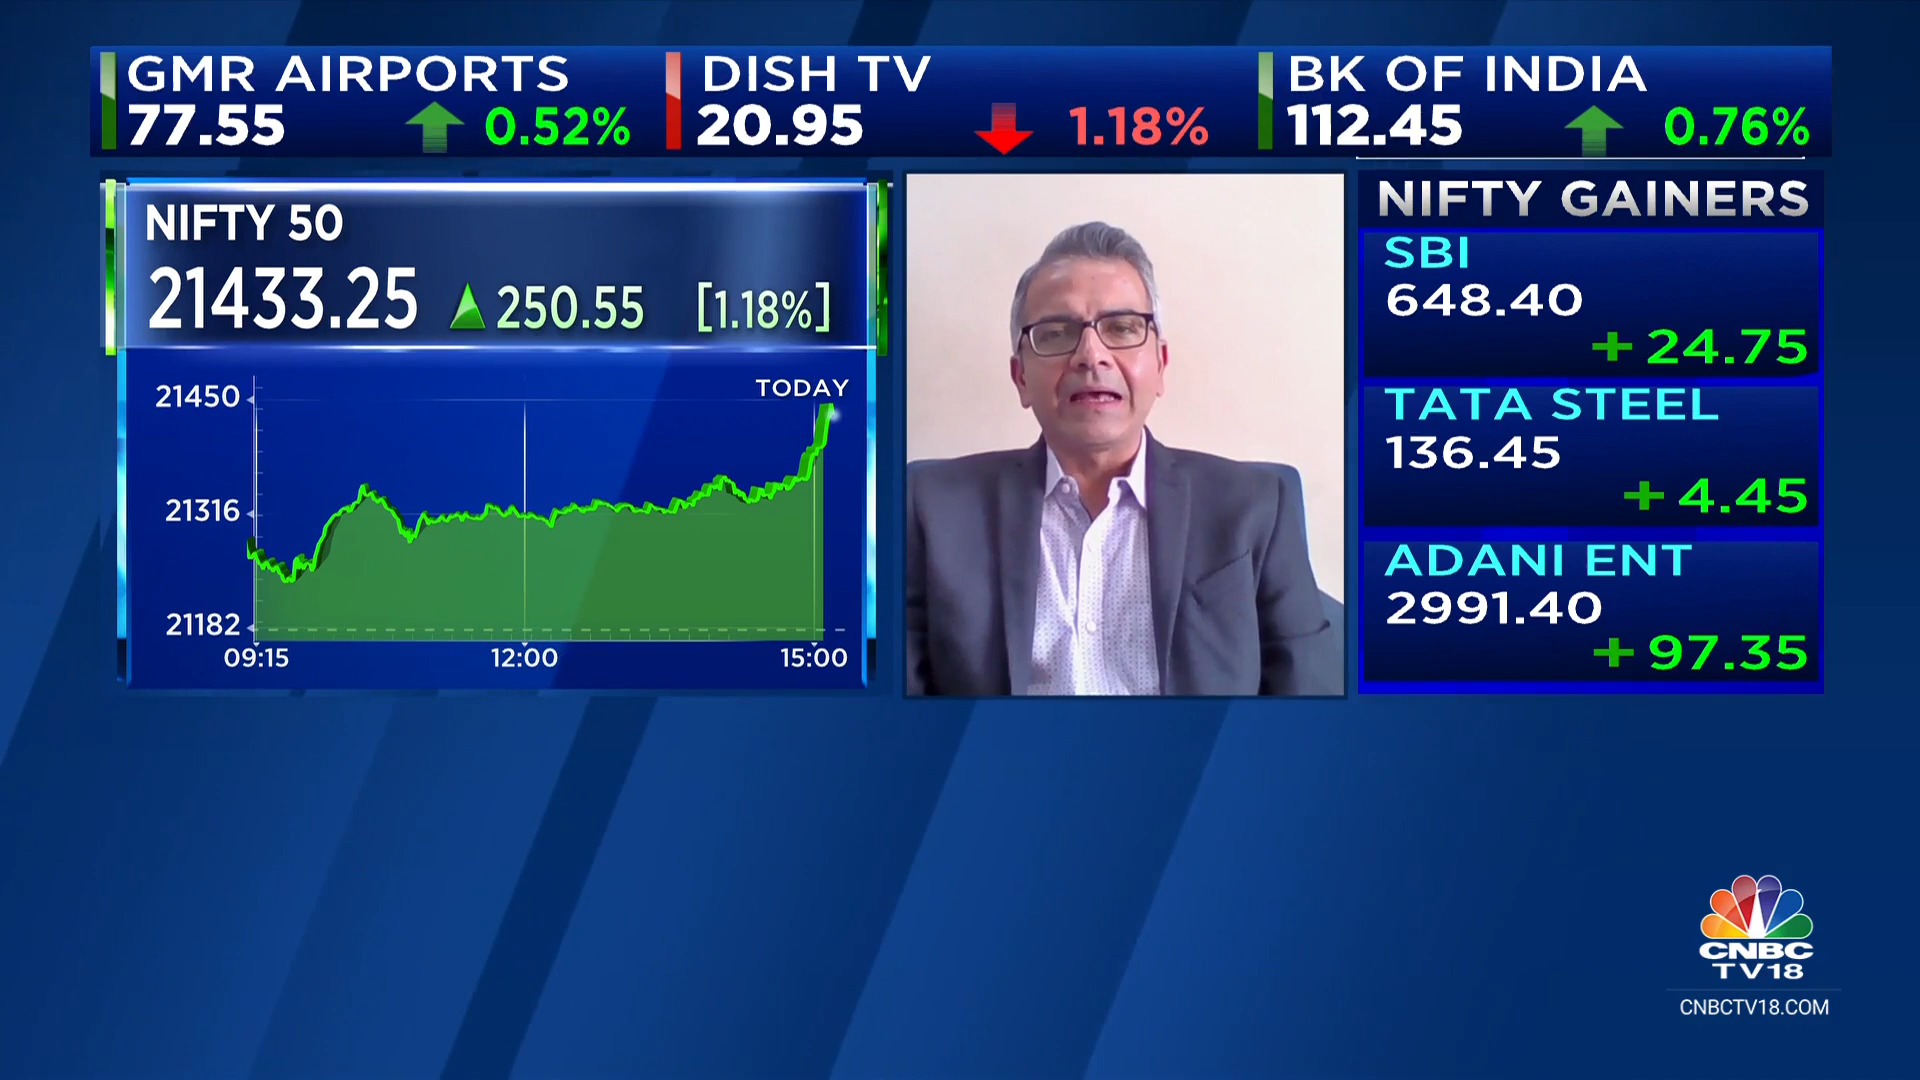 GMR AIRPORTS
77.55 0.52%
DISH TV
20.95 1.18%
BK OF INDIA
112.45 0.76%
NIFTY 50
21433.25 250.55 [1.18%]
TODAY
21450
21316
21182
09:15 12:00 15:00
NIFTY GAINERS
SBI
648.40
+ 24.75
TATA STEEL
136.45
+ 4.45
ADANI ENT
2991.40
+ 97.35
CNBC
TV18
CNBCTV18.COM